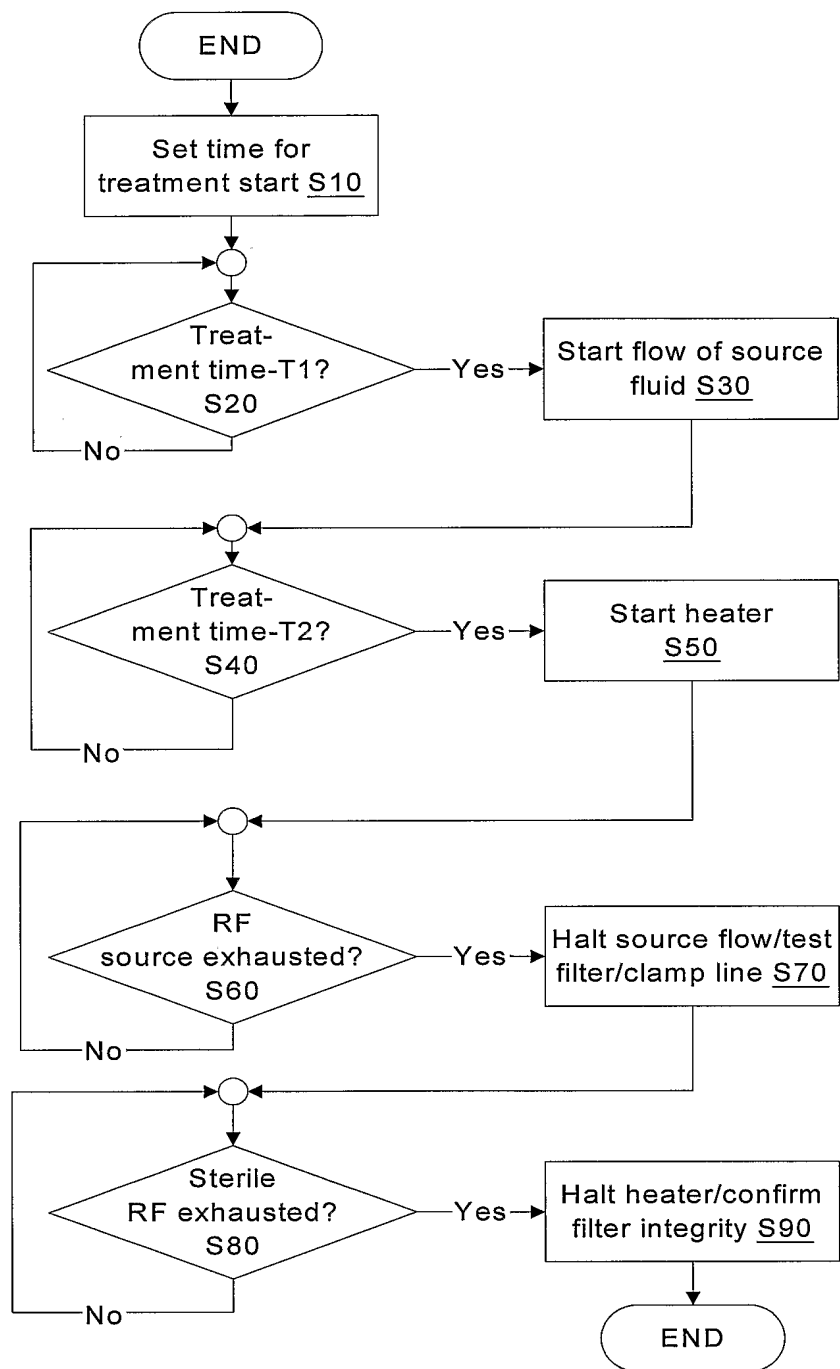 END
Set time for
treatment start S10
Treat-
ment time-T1?
S20
Yes
Start flow of source
fluid S30
No
Treat-
ment time-T2?
S40
Yes
Start heater
S50
No
RF
source exhausted?
S60
Yes
Halt source flow/test
filter/clamp line S70
No
Sterile
RF exhausted?
S80
Yes
Halt heater/confirm
filter integrity S90
No
END